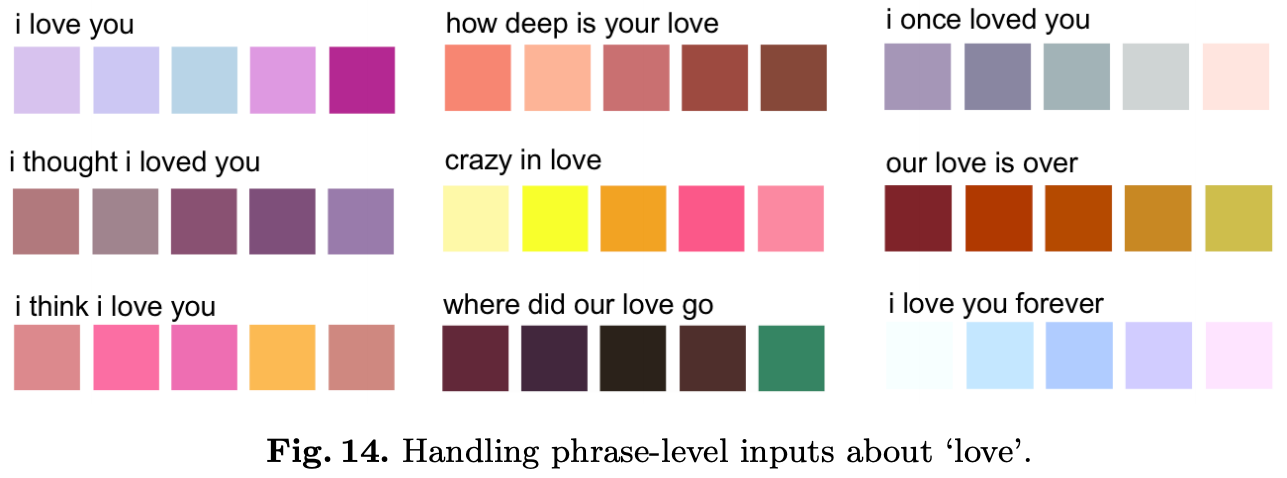 i love you
how deep is your love
i once loved you
i thought i loved you
crazy in love
our love is over
i think i love you
where did our love go
i love you forever
Fig. 14. Handling phrase-level inputs about ‘love’.